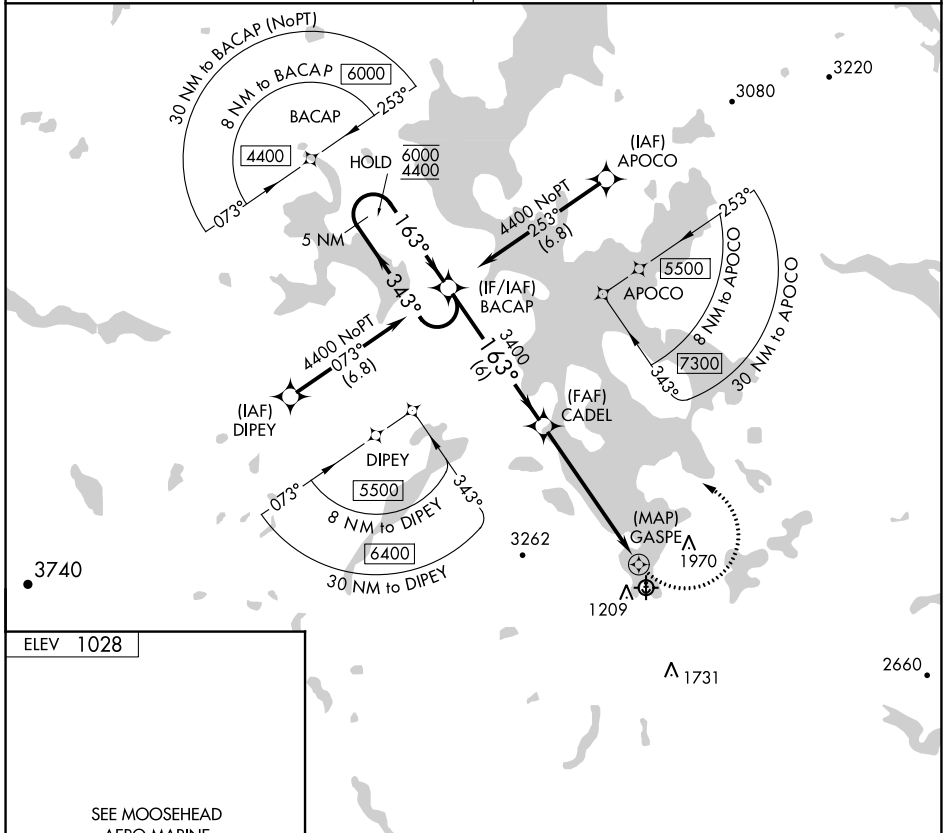 30 NM to BACAP (NoPT)
8 NM to BACAP
6000
BACAP
253°
4400
073°
HOLD
6000
4400
5 NM
163°
343°
(IF/IAF)
BACAP
4400 NoPT
253°
(6.8)
(IAF)
APOCO
3080
3220
253°
5500
APOCO
8 NM to APOCO
30 NM to APOCO
7300
343°
4400 NoPT
073°
(6.8)
(IAF)
DIPEY
3400
163°
(6)
(FAF)
CADEL
DIPEY
073°
343°
5500
8 NM to DIPEY
6400
30 NM to DIPEY
3262
(MAP)
GASPE
1970
1209
3740
1731
2660
ELEV 1028
SEE MOOSEHEAD
AERO MARINE